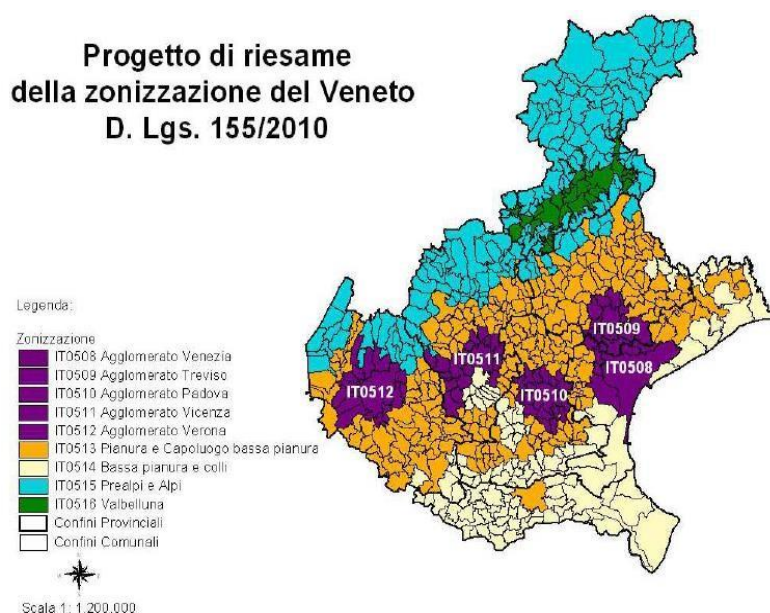 Progetto di riesame
della zonizzazione del Veneto
D. Lgs. 155/2010
Legenda:
Zonizzazione
IT0508 Agglomerato Venezia
IT0509 Agglomerato Treviso
IT0510 Agglomerato Padova
IT0511 Agglomerato Vicenza
IT0512 Agglomerato Verona
IT0513 Pianura e Capoluogo bassa pianura
IT0514 Bassa pianura e colli
IT0515 Prealpi e Alpi
IT0516 Valbelluna
Confini Provinciali
Confini Comunali
Scala 1: 1.200.000
IT0509
IT0511
IT0508
IT0512
IT0510